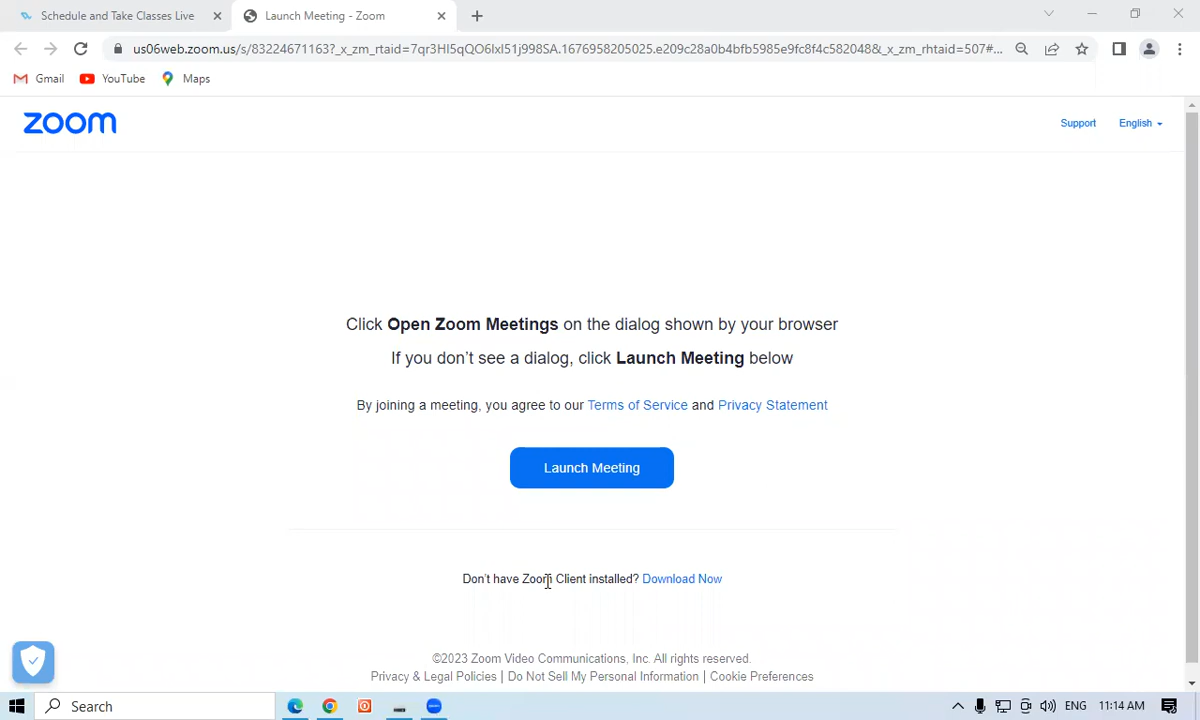 Schedule and Take Classes Live
Launch Meeting - Zoom
us06web.zoom.us/s/83224671163?_x_zm_rtaid=7qr3HI5qQO6lxl51j998SA.1676958205025.e209c28a0b4bfb5985e9fc8f4c582048&_x_zm_rhtaid=507#...
Gmail YouTube Maps
zoom
Support English
Click Open Zoom Meetings on the dialog shown by your browser
If you don't see a dialog, click Launch Meeting below
By joining a meeting, you agree to our Terms of Service and Privacy Statement
Launch Meeting
Don't have Zoom Client installed? Download Now
©2023 Zoom Video Communications, Inc. All rights reserved.
Privacy & Legal Policies | Do Not Sell My Personal Information | Cookie Preferences
Search
ENG 11:14 AM